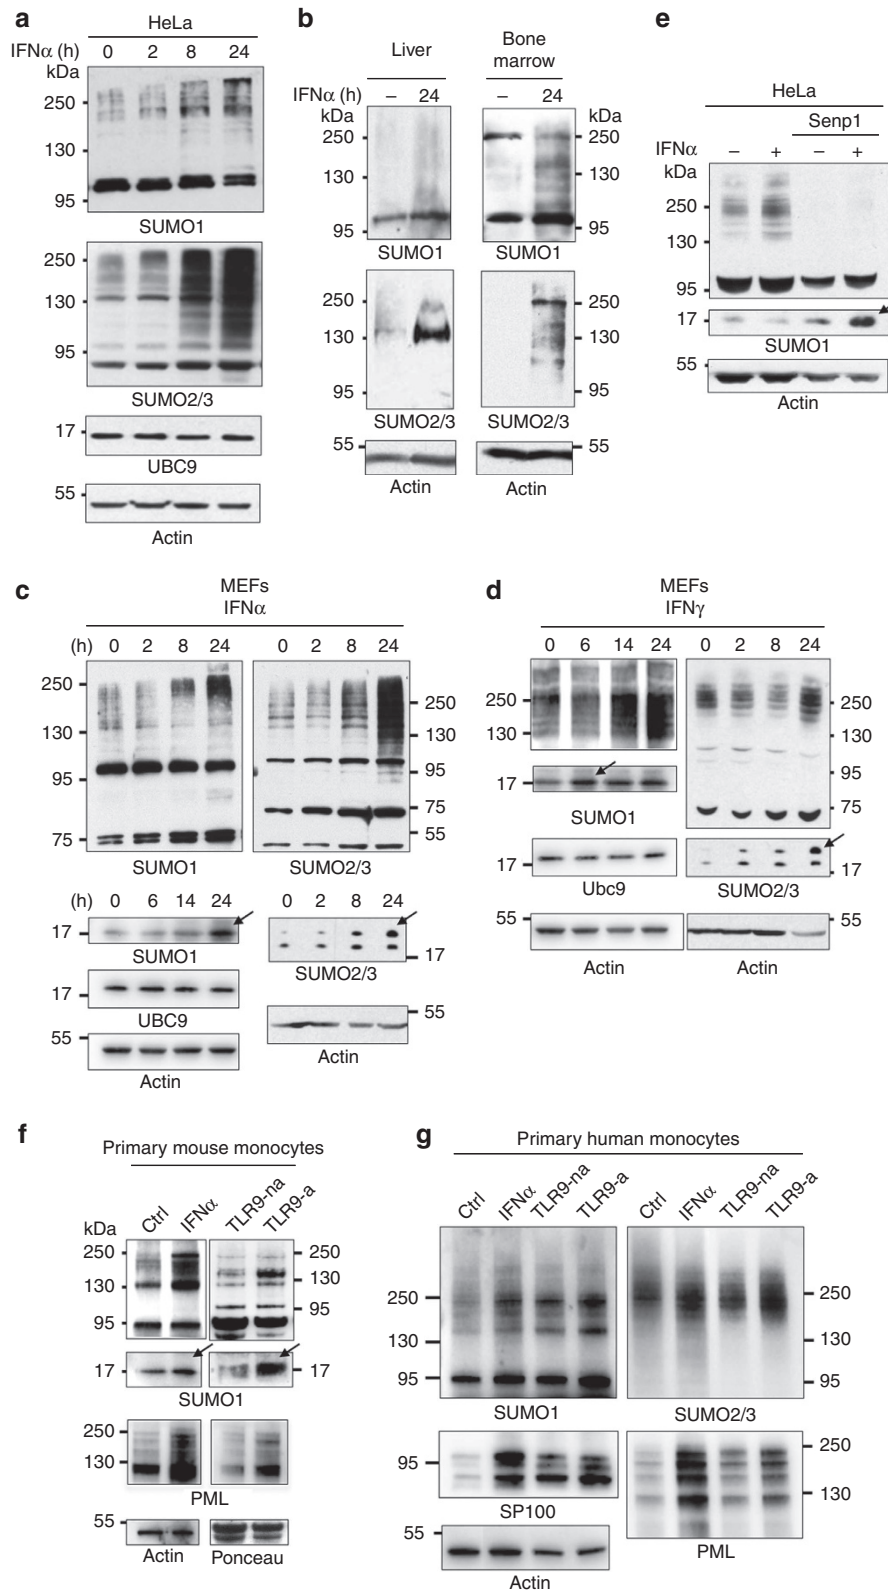 a
HeLa
IFNα (h) 0 2 8 24
kDa
250
130
95
SUMO1
250
130
95
SUMO2/3
17
UBC9
55
Actin
b
Liver
Bone
marrow
IFNα (h) – 24 – 24
kDa kDa
250 250
130 130
95 95
SUMO1 SUMO1
250 250
130 130
95 95
SUMO2/3 SUMO2/3
55 55
Actin Actin
e
HeLa
Senp1
IFNα – + – +
kDa
250
130
95
17
SUMO1
55
Actin
c
MEFs
IFNα
(h) 0 2 8 24 0 2 8 24
250 250
130 130
95 95
75 75
55
SUMO1 SUMO2/3
(h) 0 6 14 24 0 2 8 24
17 17
SUMO1 SUMO2/3
17
UBC9
55 55
Actin Actin
d
MEFs
IFNγ
0 6 14 24 0 2 8 24
250 250
130 130
95
17 75
SUMO1
17 17
Ubc9 SUMO2/3
55 55
Actin Actin
f
Primary mouse monocytes
Ctrl IFNα TLR9-na TLR9-a
kDa
250 250
130 130
95 95
17 17
SUMO1
250
130
PML
55
Actin Ponceau
g
Primary human monocytes
Ctrl IFNα TLR9-na TLR9-a Ctrl IFNα TLR9-na TLR9-a
250 250
130 130
95 95
SUMO1 SUMO2/3
95 250
130
SP100
55
PML
Actin